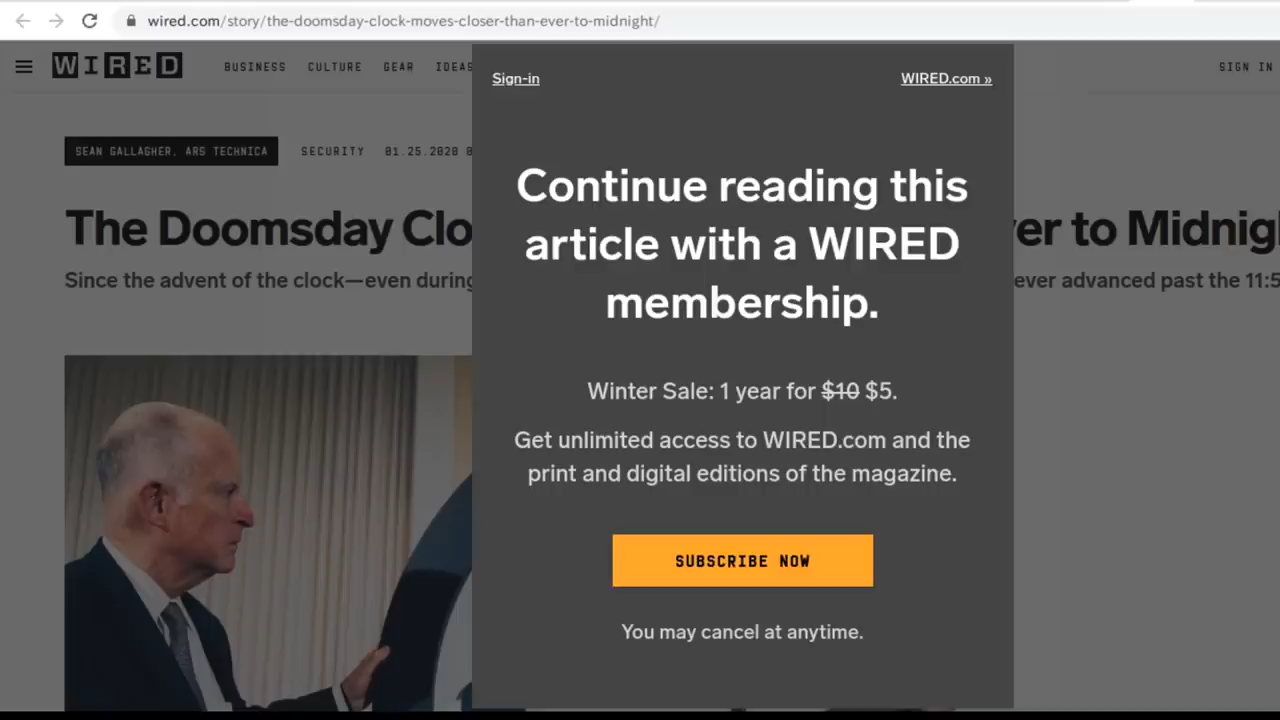 wired.com/story/the-doomsday-clock-moves-closer-than-ever-to-midnight/
WIRED BUSINESS CULTURE GEAR IDEAS SIGN IN
Sign-in WIRED.com »
SEAN GALLAGHER, ARS TECHNICA SECURITY 01.25.2020
Continue reading this
article with a WIRED
membership.
The Doomsday Clo er to Midnig
Since the advent of the clock—even during ever advanced past the 11:5
Winter Sale: 1 year for $10 $5.
Get unlimited access to WIRED.com and the
print and digital editions of the magazine.
SUBSCRIBE NOW
You may cancel at anytime.